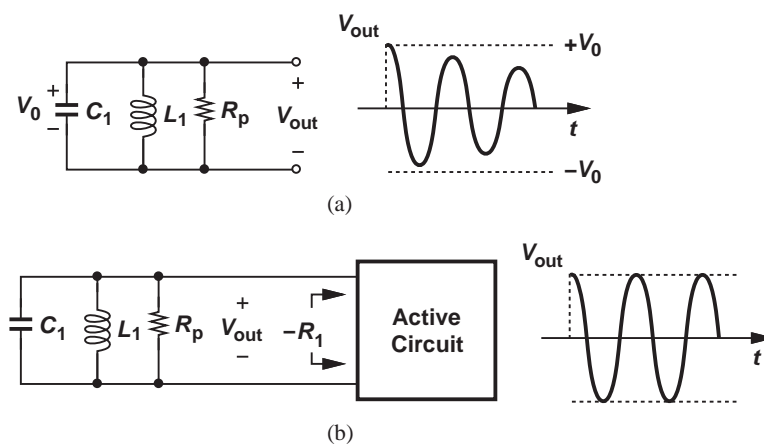 V_out
+V_0
+
+
V_0
C_1
L_1
R_p
V_out
t
−
−
−V_0
(a)
V_out
+
C_1
L_1
R_p
V_out
−R_1
Active
Circuit
−
t
(b)